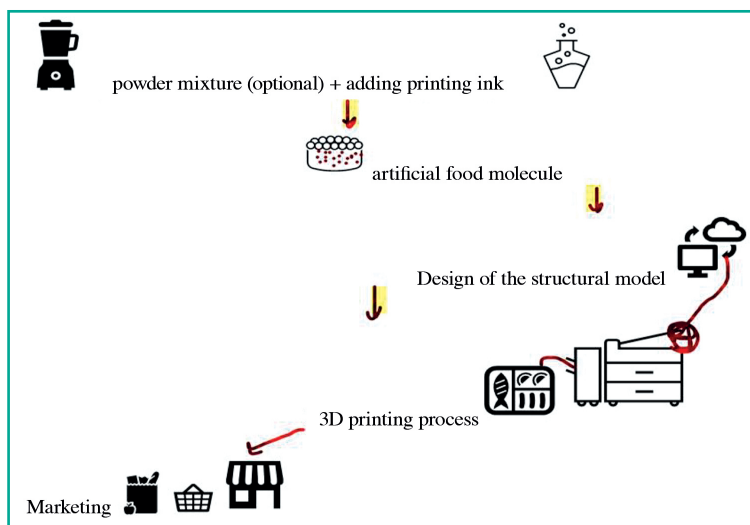 powder mixture (optional) + adding printing ink
artificial food molecule
Design of the structural model
3D printing process
Marketing